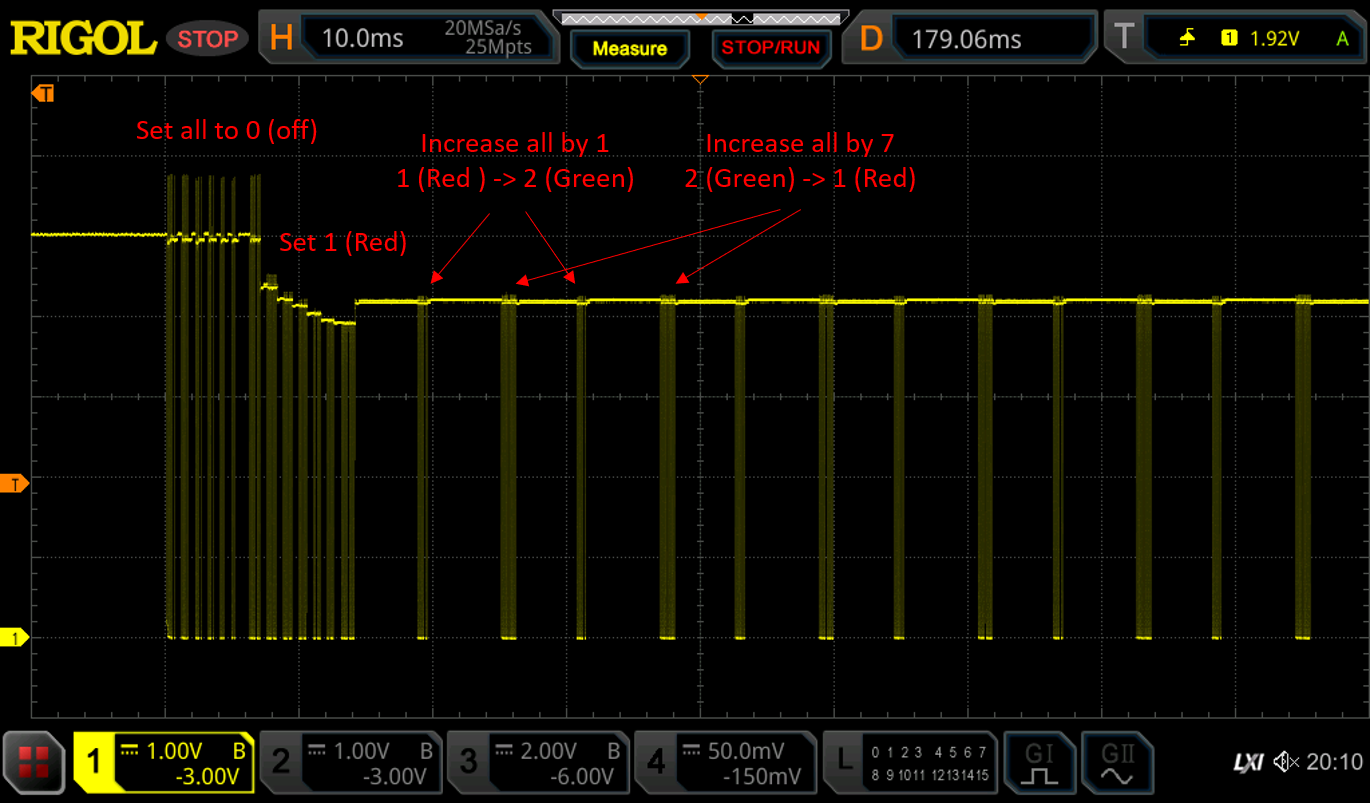 RIGOL STOP H 10.0ms 20MSa/s 25Mpts Measure STOP/RUN D 179.06ms T 1 1.92V A
T
Set all to 0 (off)
Increase all by 1
1 (Red ) -> 2 (Green)
Increase all by 7
2 (Green) -> 1 (Red)
Set 1 (Red)
T
1
1 1.00V B -3.00V
2 1.00V B -3.00V
3 2.00V B -6.00V
4 50.0mV -150mV
L 0 1 2 3 4 5 6 7
8 9 10 11 12 13 14 15
GI
GII
LXI 20:10